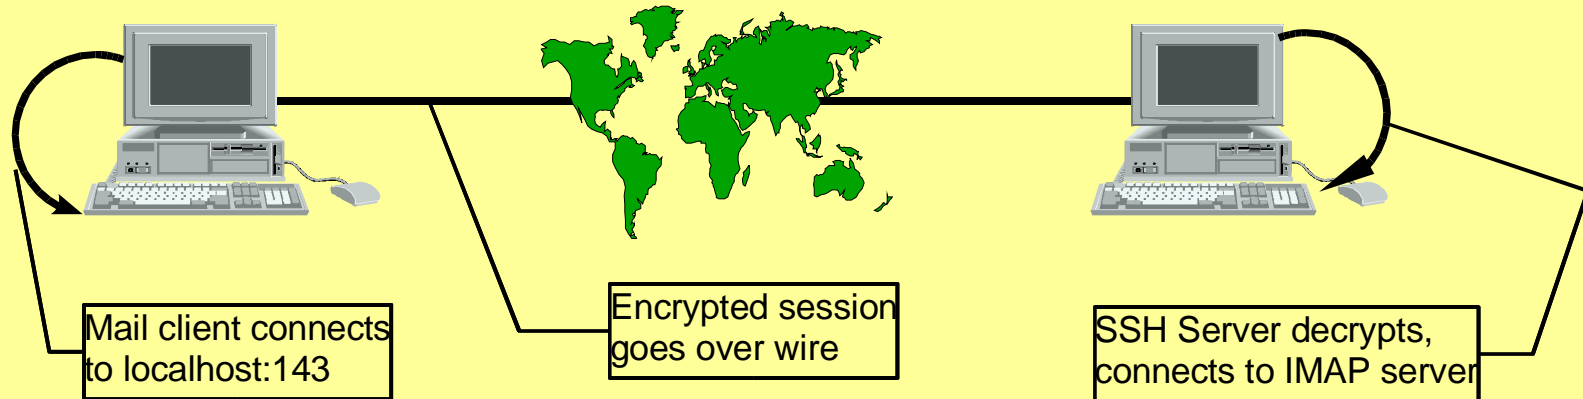 Mail client connects
to localhost:143
Encrypted session
goes over wire
SSH Server decrypts,
connects to IMAP server